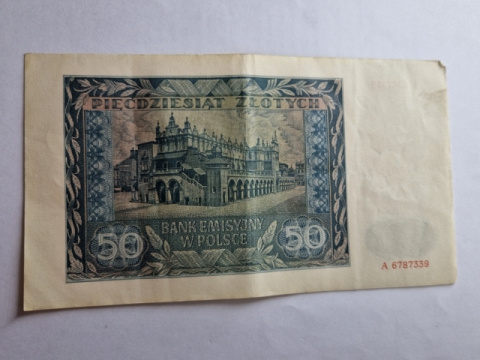 PIĘĆDZIESIĄT ZŁOTYCH
BANK EMISYJNY
W POLSCE
50
50
A 6787339